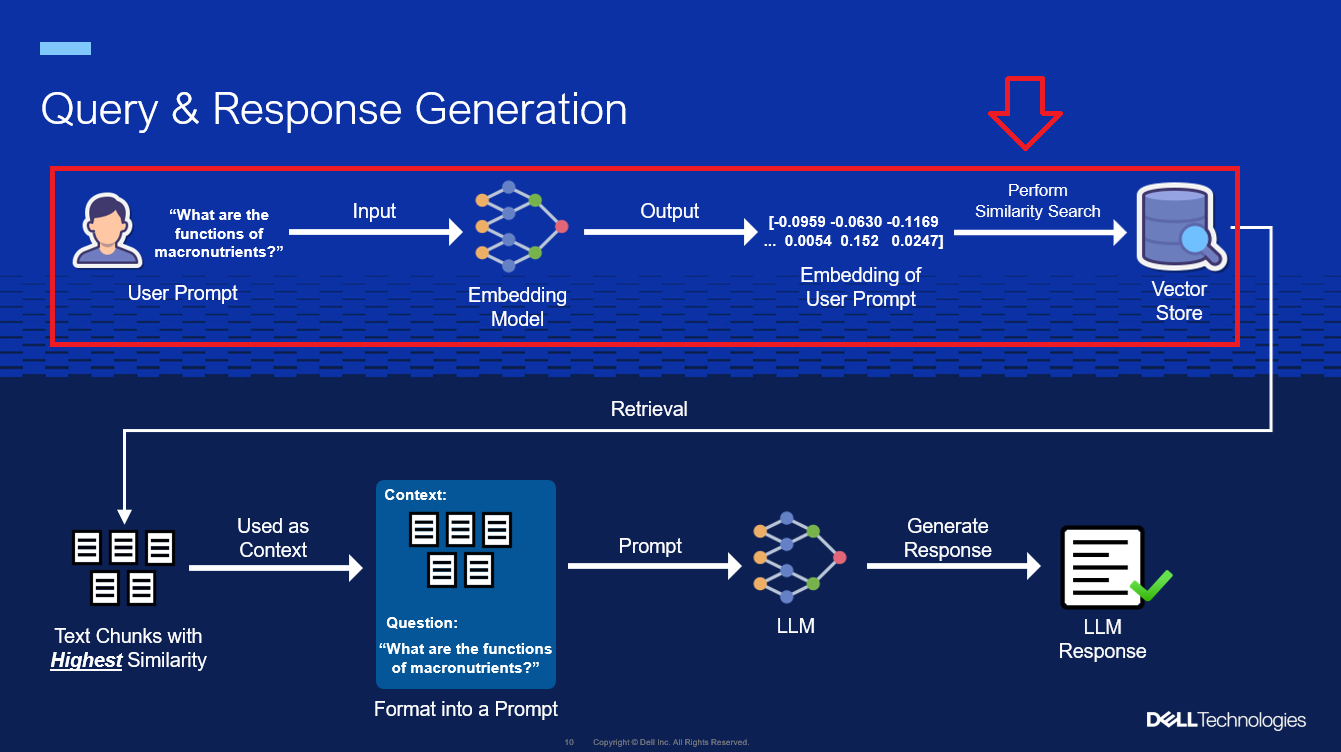 Query & Response Generation
“What are the
functions of
macronutrients?”
User Prompt
Input
Embedding
Model
Output
[-0.0959 -0.0630 -0.1169
... 0.0054 0.152 0.0247]
Embedding of
User Prompt
Perform
Similarity Search
Vector
Store
Retrieval
Text Chunks with
Highest Similarity
Used as
Context
Context:
Question:
“What are the functions
of macronutrients?”
Format into a Prompt
Prompt
LLM
Generate
Response
LLM
Response
DELLTechnologies
10 Copyright © Dell Inc. All Rights Reserved.